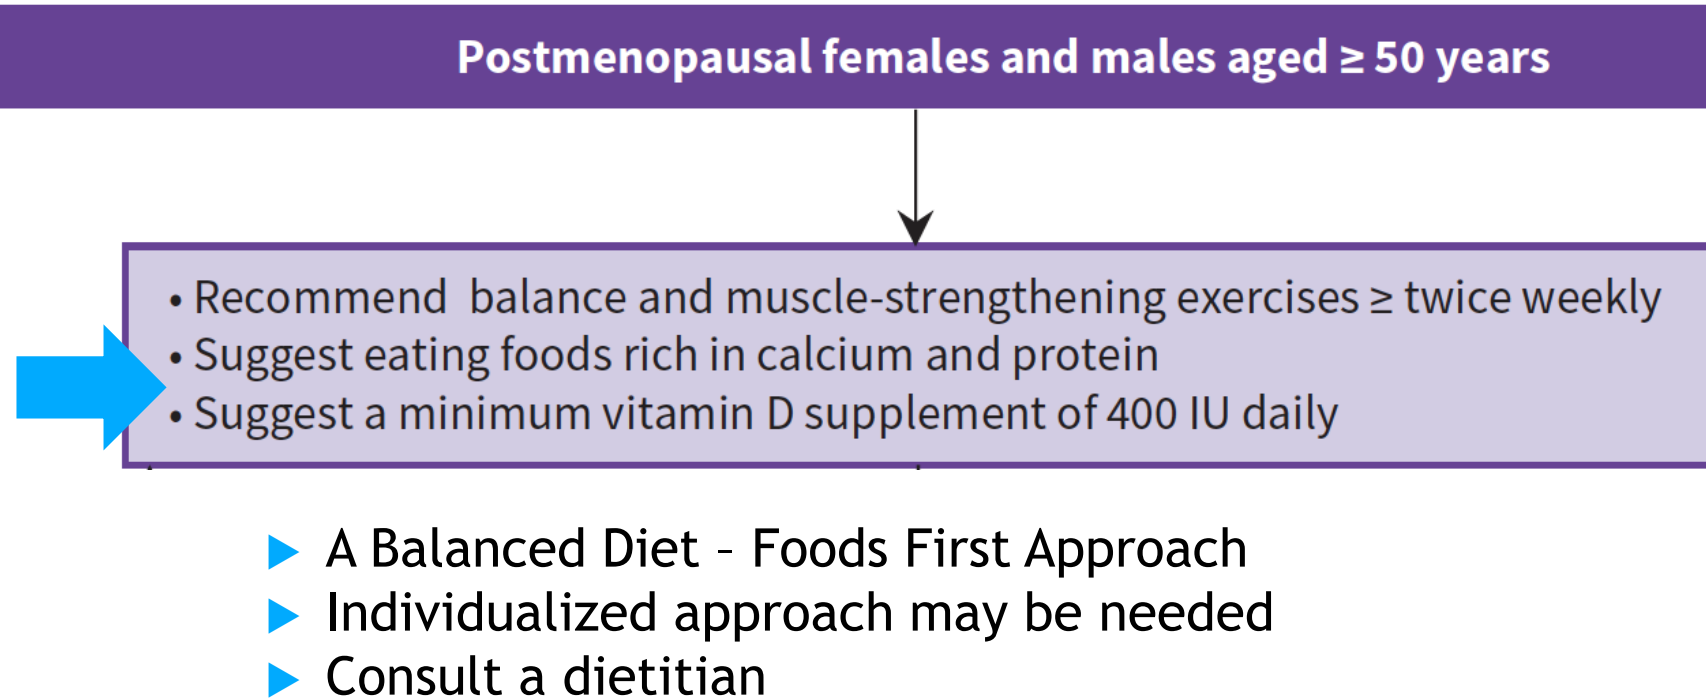 Postmenopausal females and males aged ≥ 50 years
• Recommend balance and muscle-strengthening exercises ≥ twice weekly
• Suggest eating foods rich in calcium and protein
• Suggest a minimum vitamin D supplement of 400 IU daily
A Balanced Diet – Foods First Approach
Individualized approach may be needed
Consult a dietitian